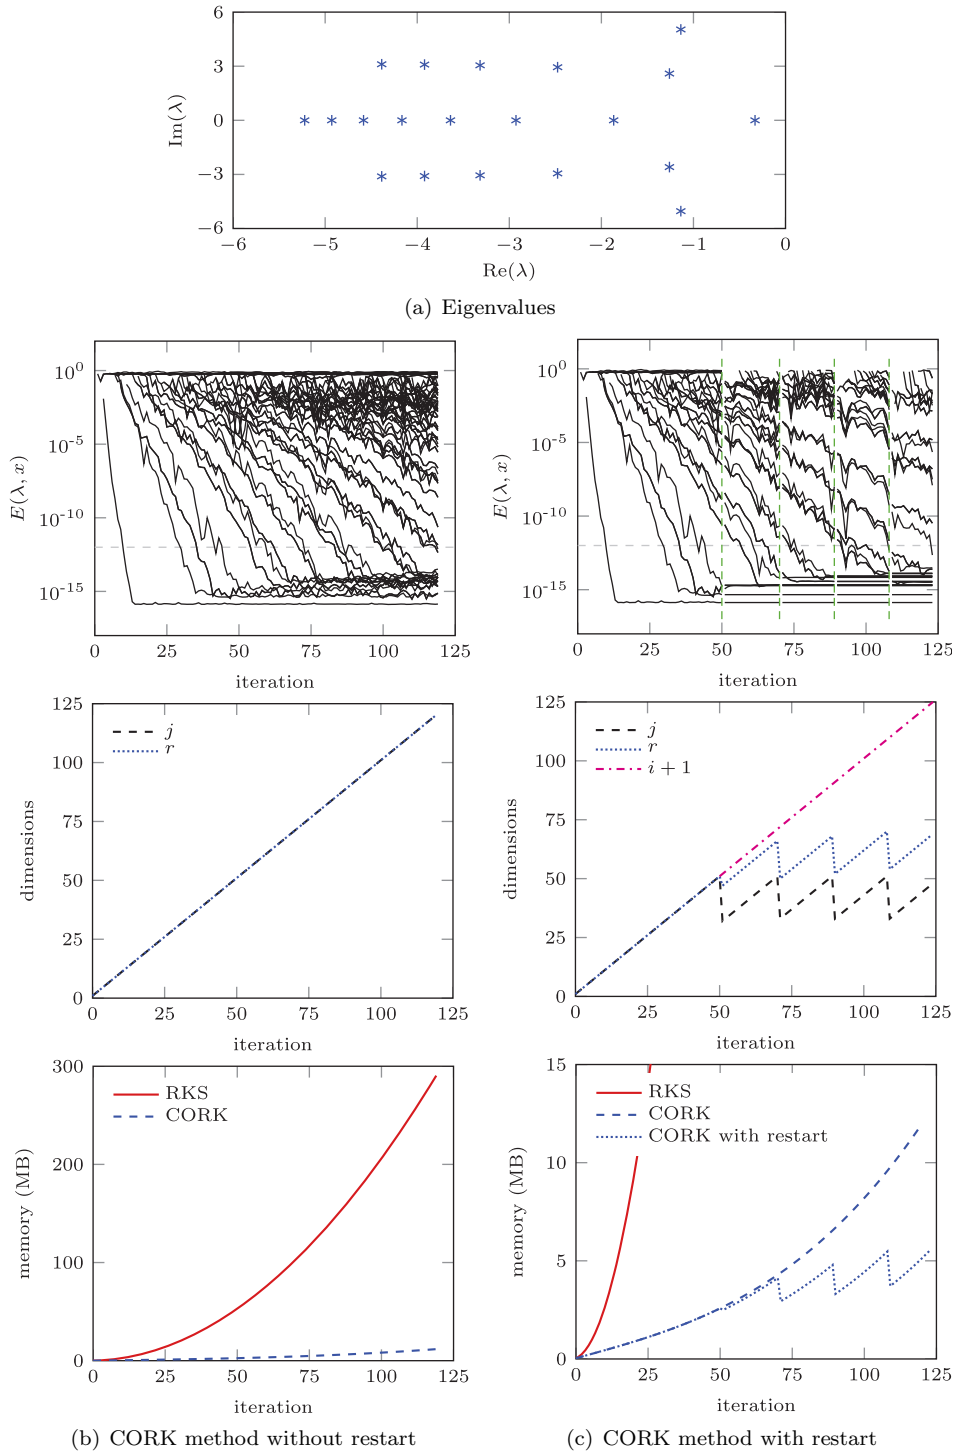 6
3
0
−3
−6
Im(λ)
−6 −5 −4 −3 −2 −1 0
Re(λ)
(a) Eigenvalues
10^0
10^−5
10^−10
10^−15
E(λ, x)
0 25 50 75 100 125
iteration
10^0
10^−5
10^−10
10^−15
E(λ, x)
0 25 50 75 100 125
iteration
125
100
75
50
25
0
dimensions
j
r
0 25 50 75 100 125
iteration
125
100
75
50
25
0
dimensions
j
r
i + 1
0 25 50 75 100 125
iteration
300
200
100
0
memory (MB)
RKS
CORK
0 25 50 75 100 125
iteration
(b) CORK method without restart
15
10
5
0
memory (MB)
RKS
CORK
CORK with restart
0 25 50 75 100 125
iteration
(c) CORK method with restart